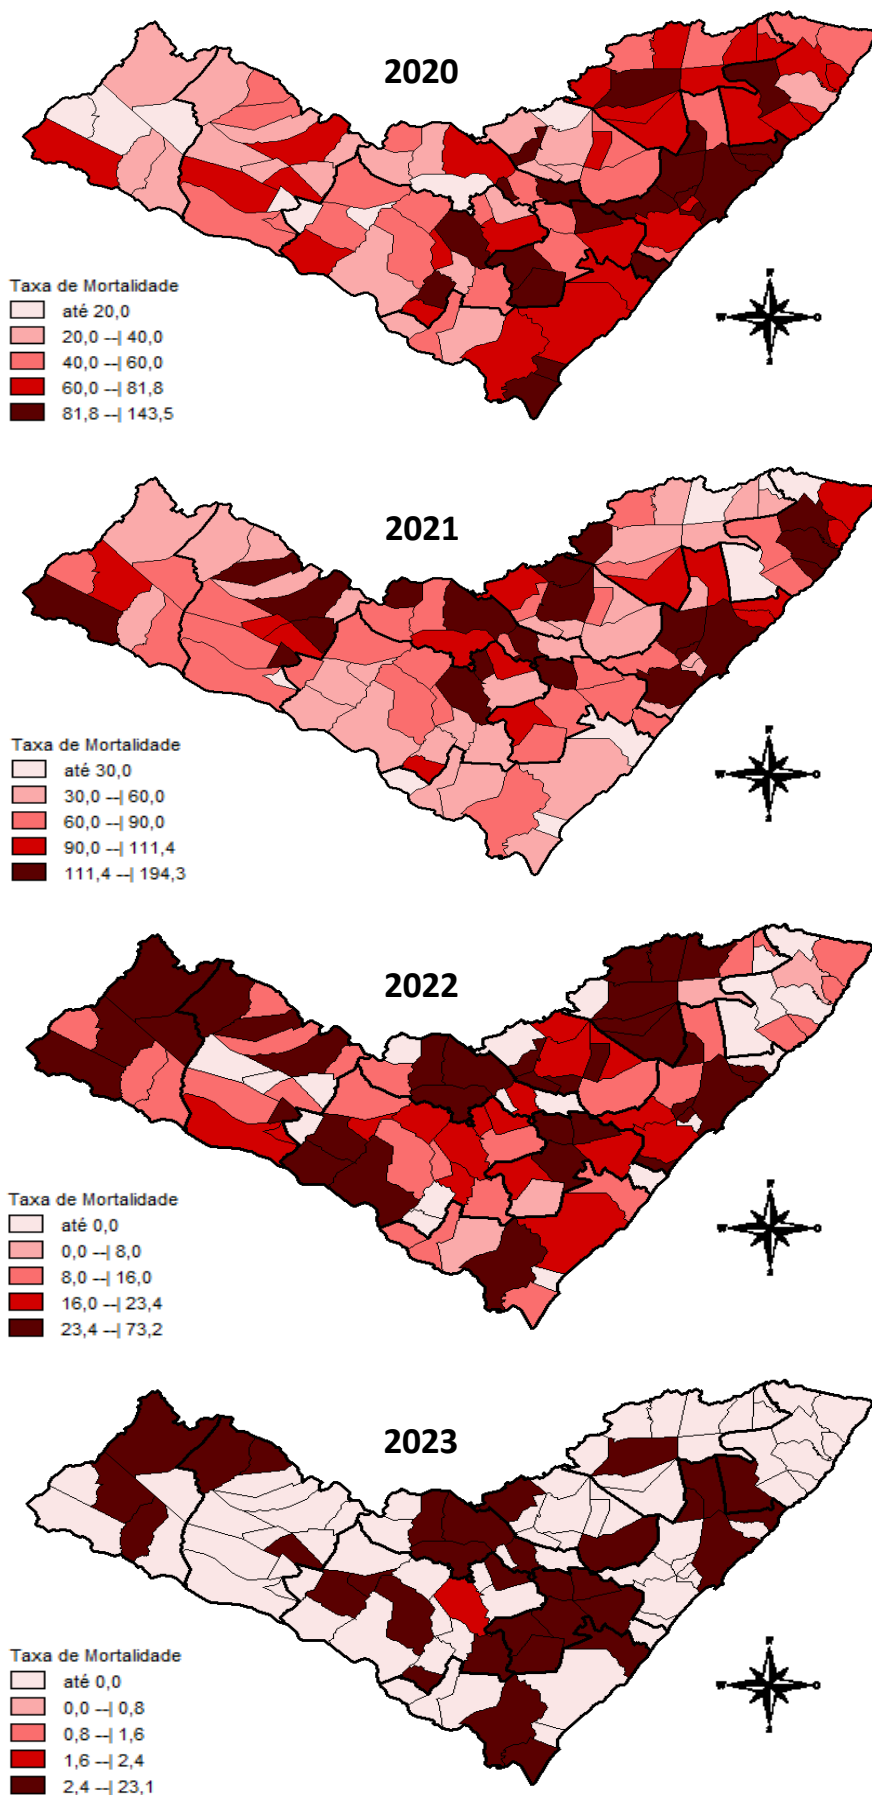 2020
Taxa de Mortalidade
até 20,0
20,0 --| 40,0
40,0 --| 60,0
60,0 --| 81,8
81,8 --| 143,5
2021
Taxa de Mortalidade
até 30,0
30,0 --| 60,0
60,0 --| 90,0
90,0 --| 111,4
111,4 --| 194,3
2022
Taxa de Mortalidade
até 0,0
0,0 --| 8,0
8,0 --| 16,0
16,0 --| 23,4
23,4 --| 73,2
2023
Taxa de Mortalidade
até 0,0
0,0 --| 0,8
0,8 --| 1,6
1,6 --| 2,4
2,4 --| 23,1